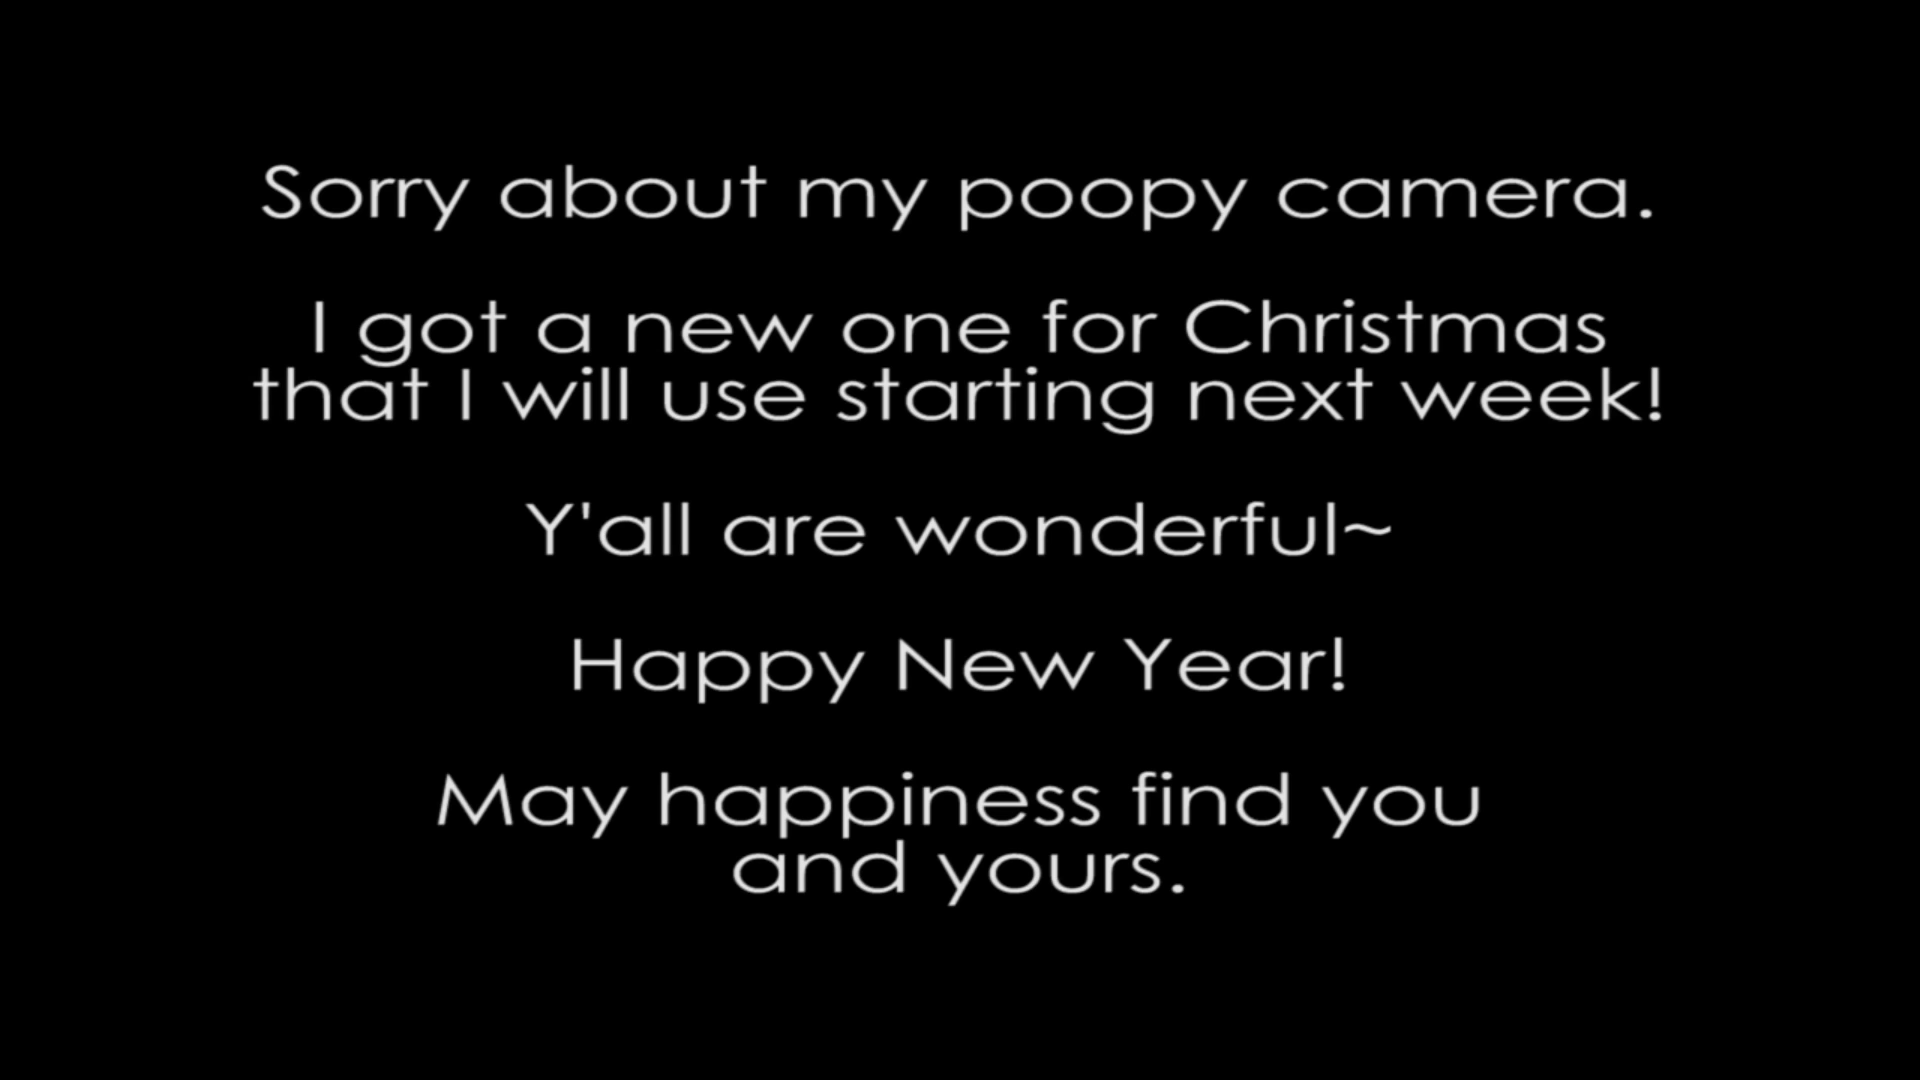 Sorry about my poopy camera.
I got a new one for Christmas
that I will use starting next week!
Y'all are wonderful~
Happy New Year!
May happiness find you
and yours.